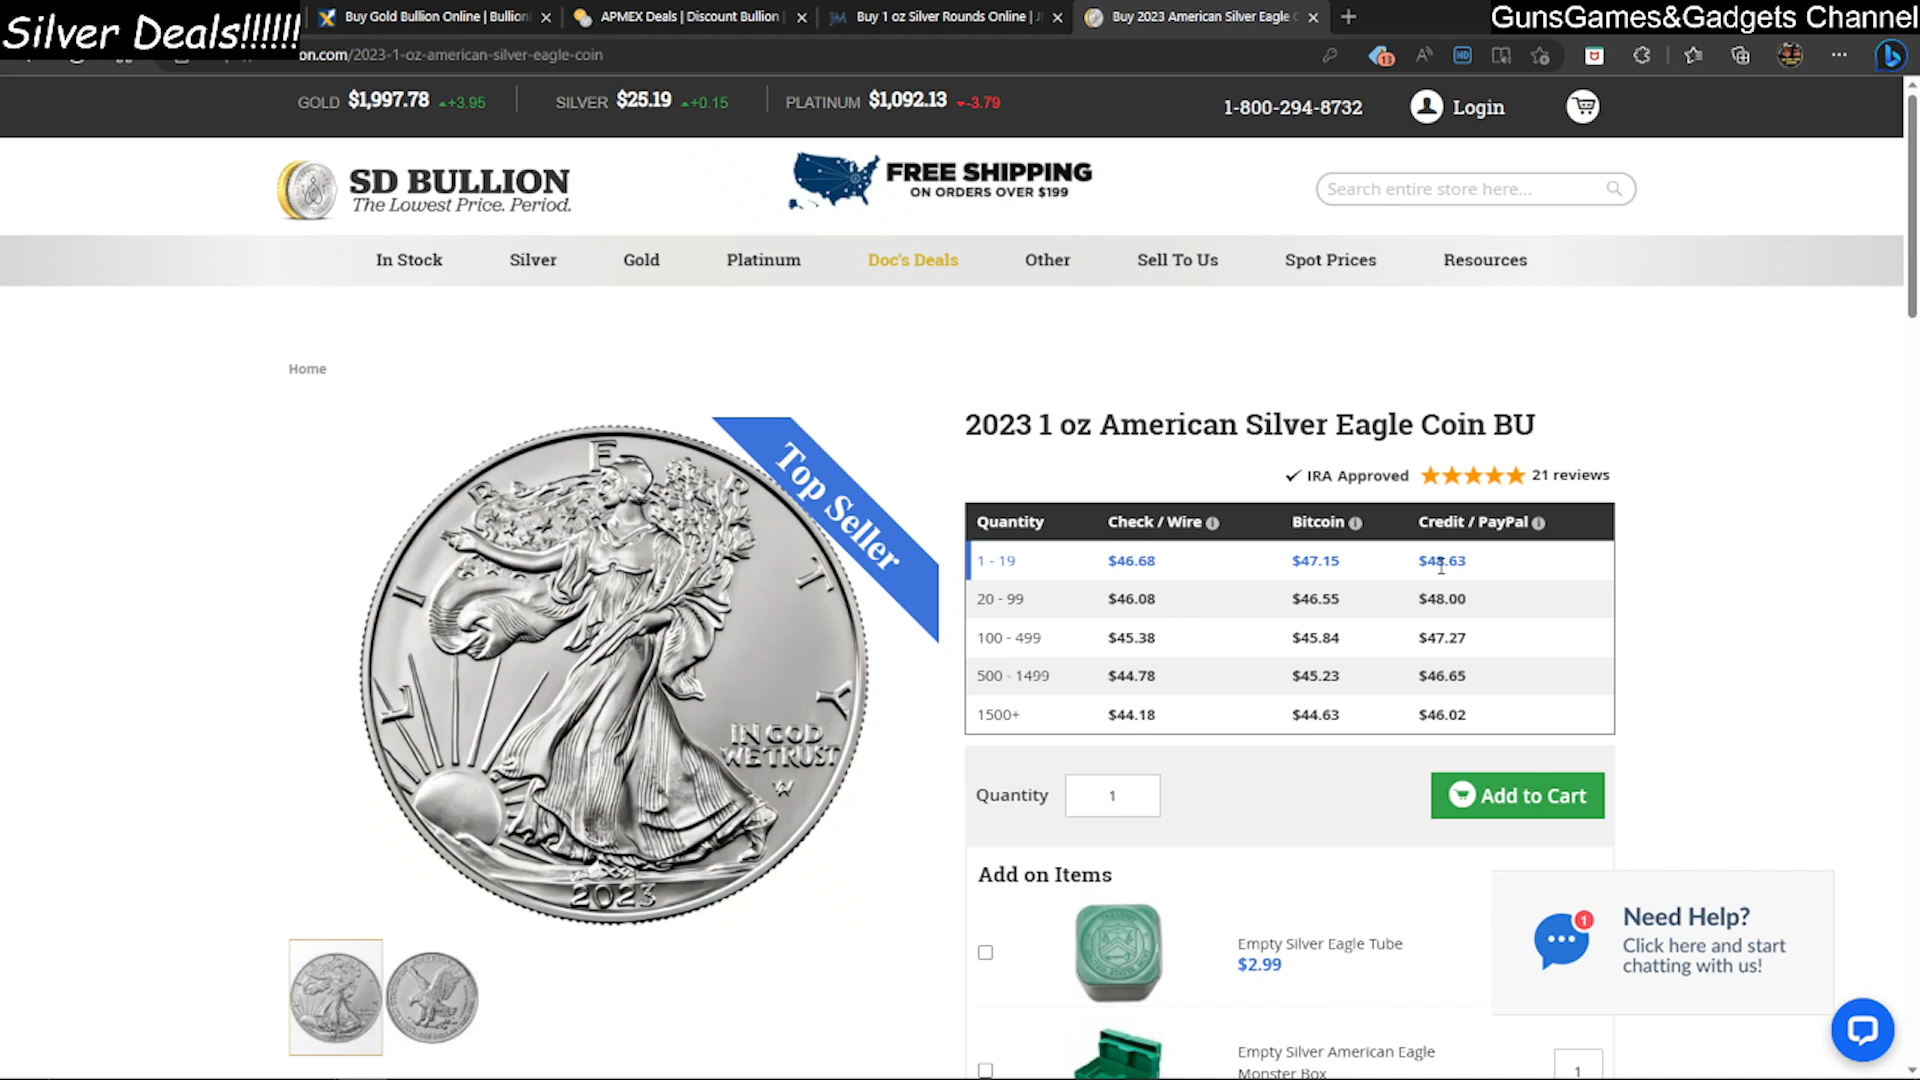 Silver Deals!!!!!!
Buy Gold Bullion Online | Bullion
APMEX Deals | Discount Bullion
Buy 1 oz Silver Rounds Online |
Buy 2023 American Silver Eagle
GunsGames&Gadgets Channel
on.com/2023-1-oz-american-silver-eagle-coin
13
HD
GOLD $1,997.78 +3.95
SILVER $25.19 +0.15
PLATINUM $1,092.13 -3.79
1-800-294-8732
Login
SD BULLION
The Lowest Price. Period.
FREE SHIPPING
ON ORDERS OVER $199
Search entire store here...
In Stock
Silver
Gold
Platinum
Doc's Deals
Other
Sell To Us
Spot Prices
Resources
Home
Top Seller
LIBERTY
IN GOD
WE TRUST
2023
2023 1 oz American Silver Eagle Coin BU
IRA Approved
21 reviews
Quantity Check / Wire Bitcoin Credit / PayPal
1 - 19 $46.68 $47.15 $48.63
20 - 99 $46.08 $46.55 $48.00
100 - 499 $45.38 $45.84 $47.27
500 - 1499 $44.78 $45.23 $46.65
1500+ $44.18 $44.63 $46.02
Quantity 1
Add to Cart
Add on Items
Empty Silver Eagle Tube
$2.99
Empty Silver American Eagle
Monster Box
1
1
Need Help?
Click here and start
chatting with us!